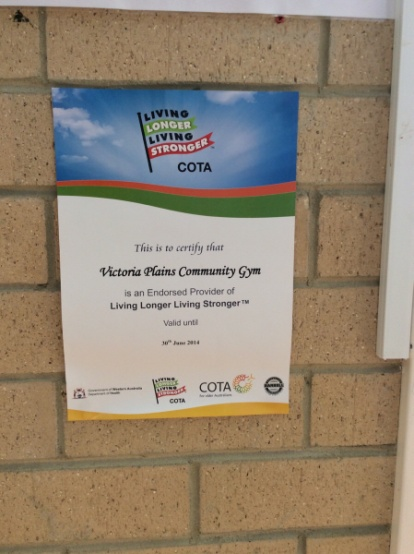 LIVING
LONGER
LIVING
STRONGER™
COTA
This is to certify that
Victoria Plains Community Gym
is an Endorsed Provider of
Living Longer Living Stronger™
Valid until
30th June 2014
Government of Western Australia
Department of Health
LIVING
LONGER
LIVING
STRONGER
COTA
COTA
For older Australians